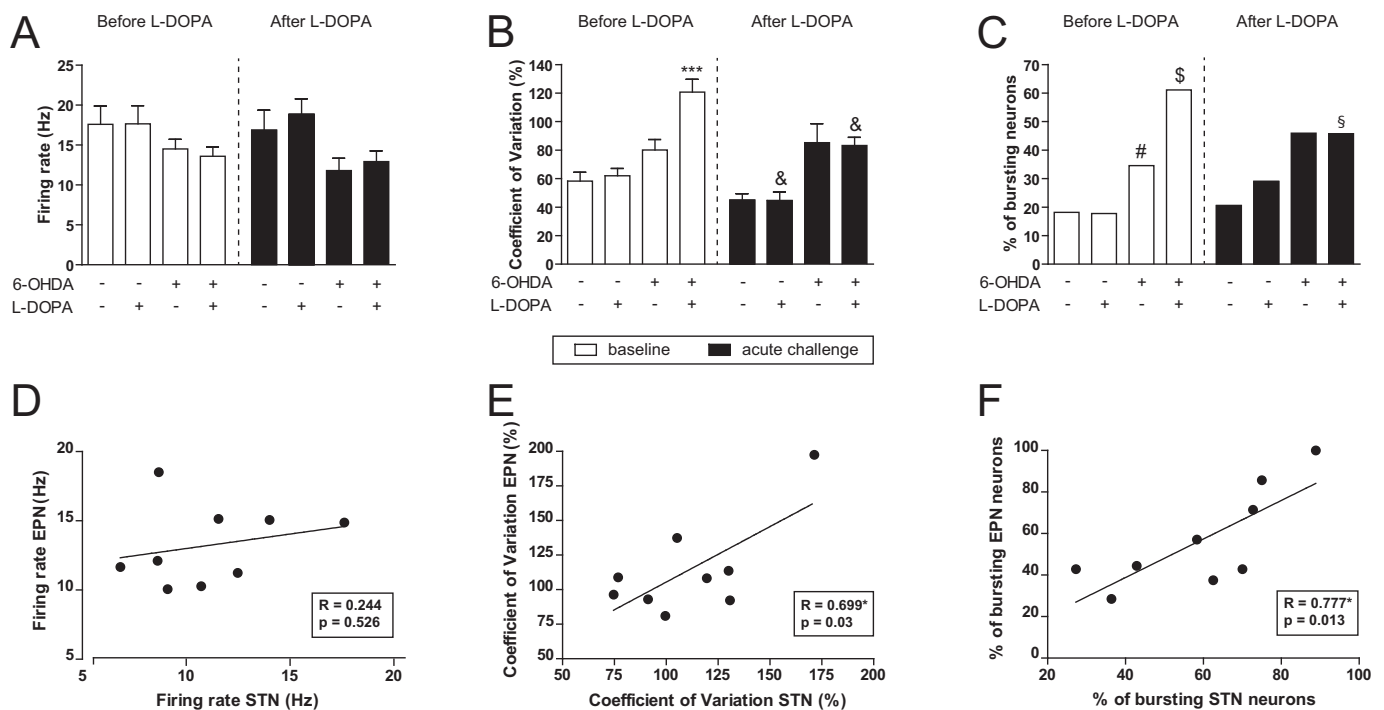 A
Before L-DOPA After L-DOPA
Firing rate (Hz)
25
20
15
10
5
0
6-OHDA - - + + - - + +
L-DOPA - + - + - + - +
B
Before L-DOPA After L-DOPA
Coefficient of Variation (%)
140
120
100
80
60
40
20
0
***
&
&
6-OHDA - - + + - - + +
L-DOPA - + - + - + - +
C
Before L-DOPA After L-DOPA
% of bursting neurons
70
60
50
40
30
20
10
0
#
$
§
6-OHDA - - + + - - + +
L-DOPA - + - + - + - +
baseline acute challenge
D
Firing rate EPN(Hz)
20
15
10
5
5 10 15 20
R = 0.244
p = 0.526
Firing rate STN (Hz)
E
Coefficient of Variation EPN (%)
200
175
150
125
100
75
50
50 75 100 125 150 175 200
R = 0.699*
p = 0.03
Coefficient of Variation STN (%)
F
% of bursting EPN neurons
100
80
60
40
20
0
20 40 60 80 100
R = 0.777*
p = 0.013
% of bursting STN neurons